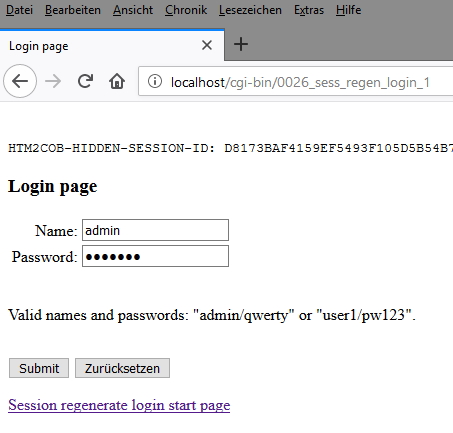 Datei Bearbeiten Ansicht Chronik Lesezeichen Extras Hilfe
Login page
localhost/cgi-bin/0026_sess_regen_login_1
HTM2COB-HIDDEN-SESSION-ID: D8173BAF4159EF5493F105D5B54B7
Login page
Name: admin
Password: ●●●●●●●
Valid names and passwords: "admin/qwerty" or "user1/pw123".
Submit Zurücksetzen
Session regenerate login start page